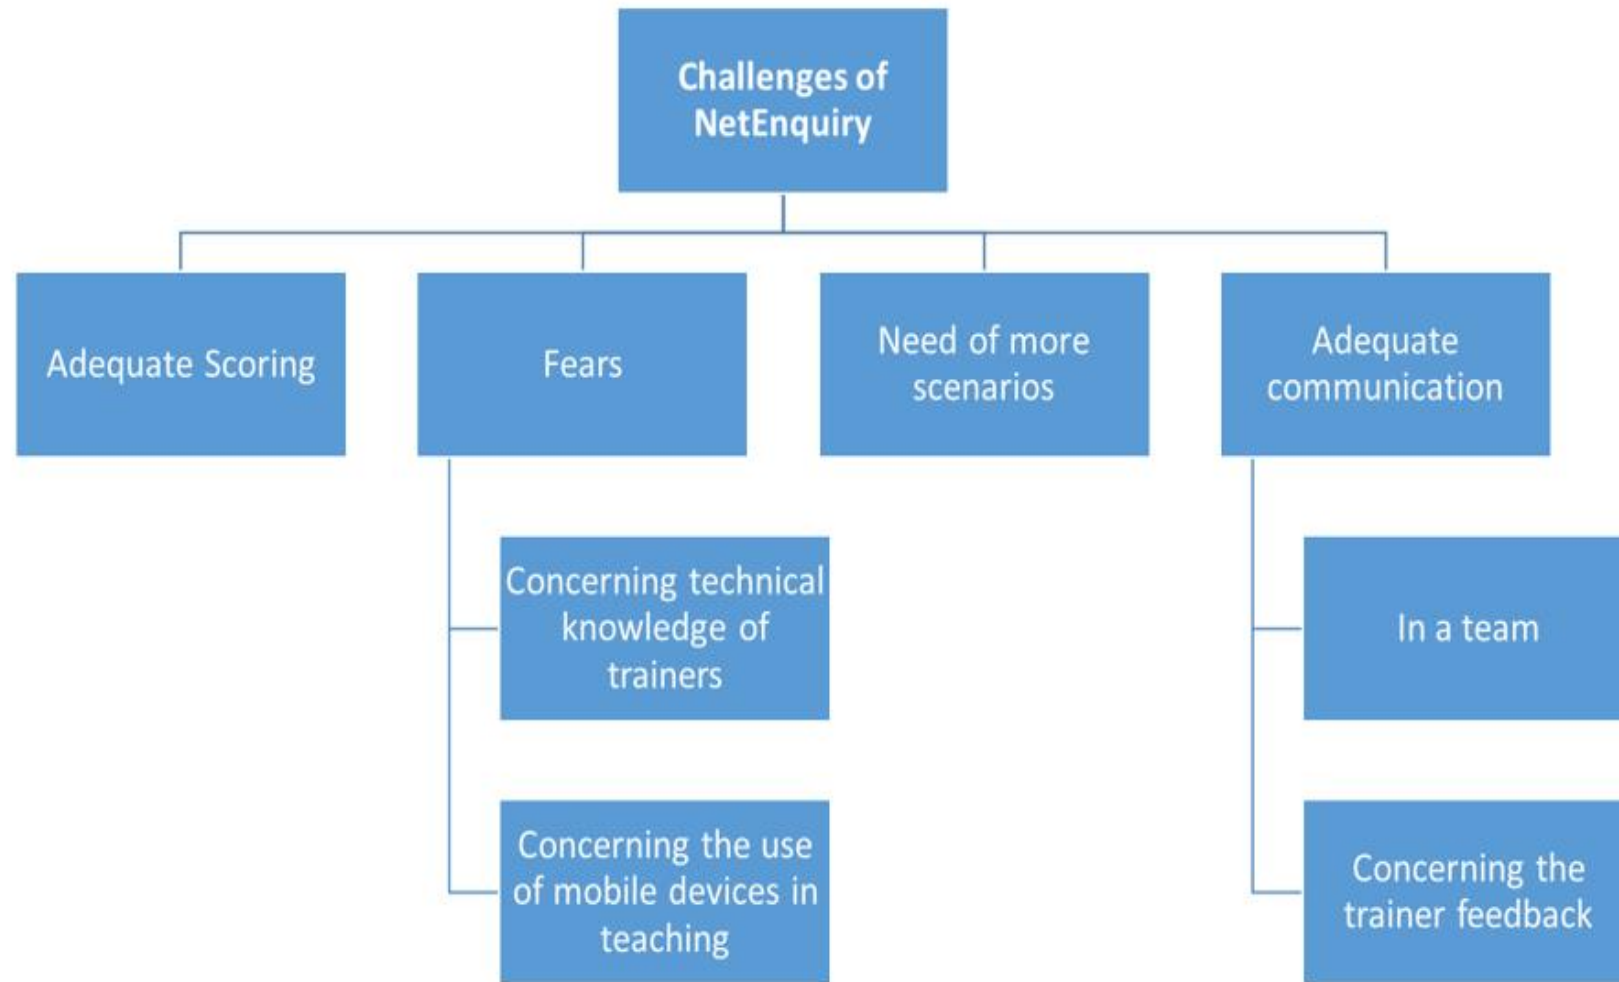 Challenges of
NetEnquiry
Adequate Scoring
Fears
Need of more
scenarios
Adequate
communication
Concerning technical
knowledge of
trainers
In a team
Concerning the use
of mobile devices in
teaching
Concerning the
trainer feedback